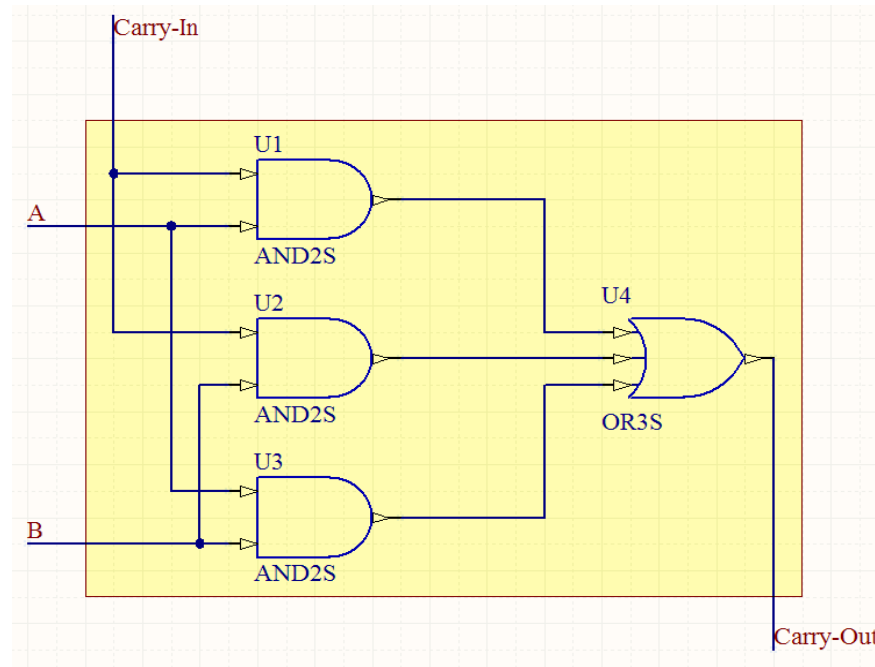 Carry-In
U1
A
AND2S
U2
U4
AND2S
OR3S
U3
B
AND2S
Carry-Out